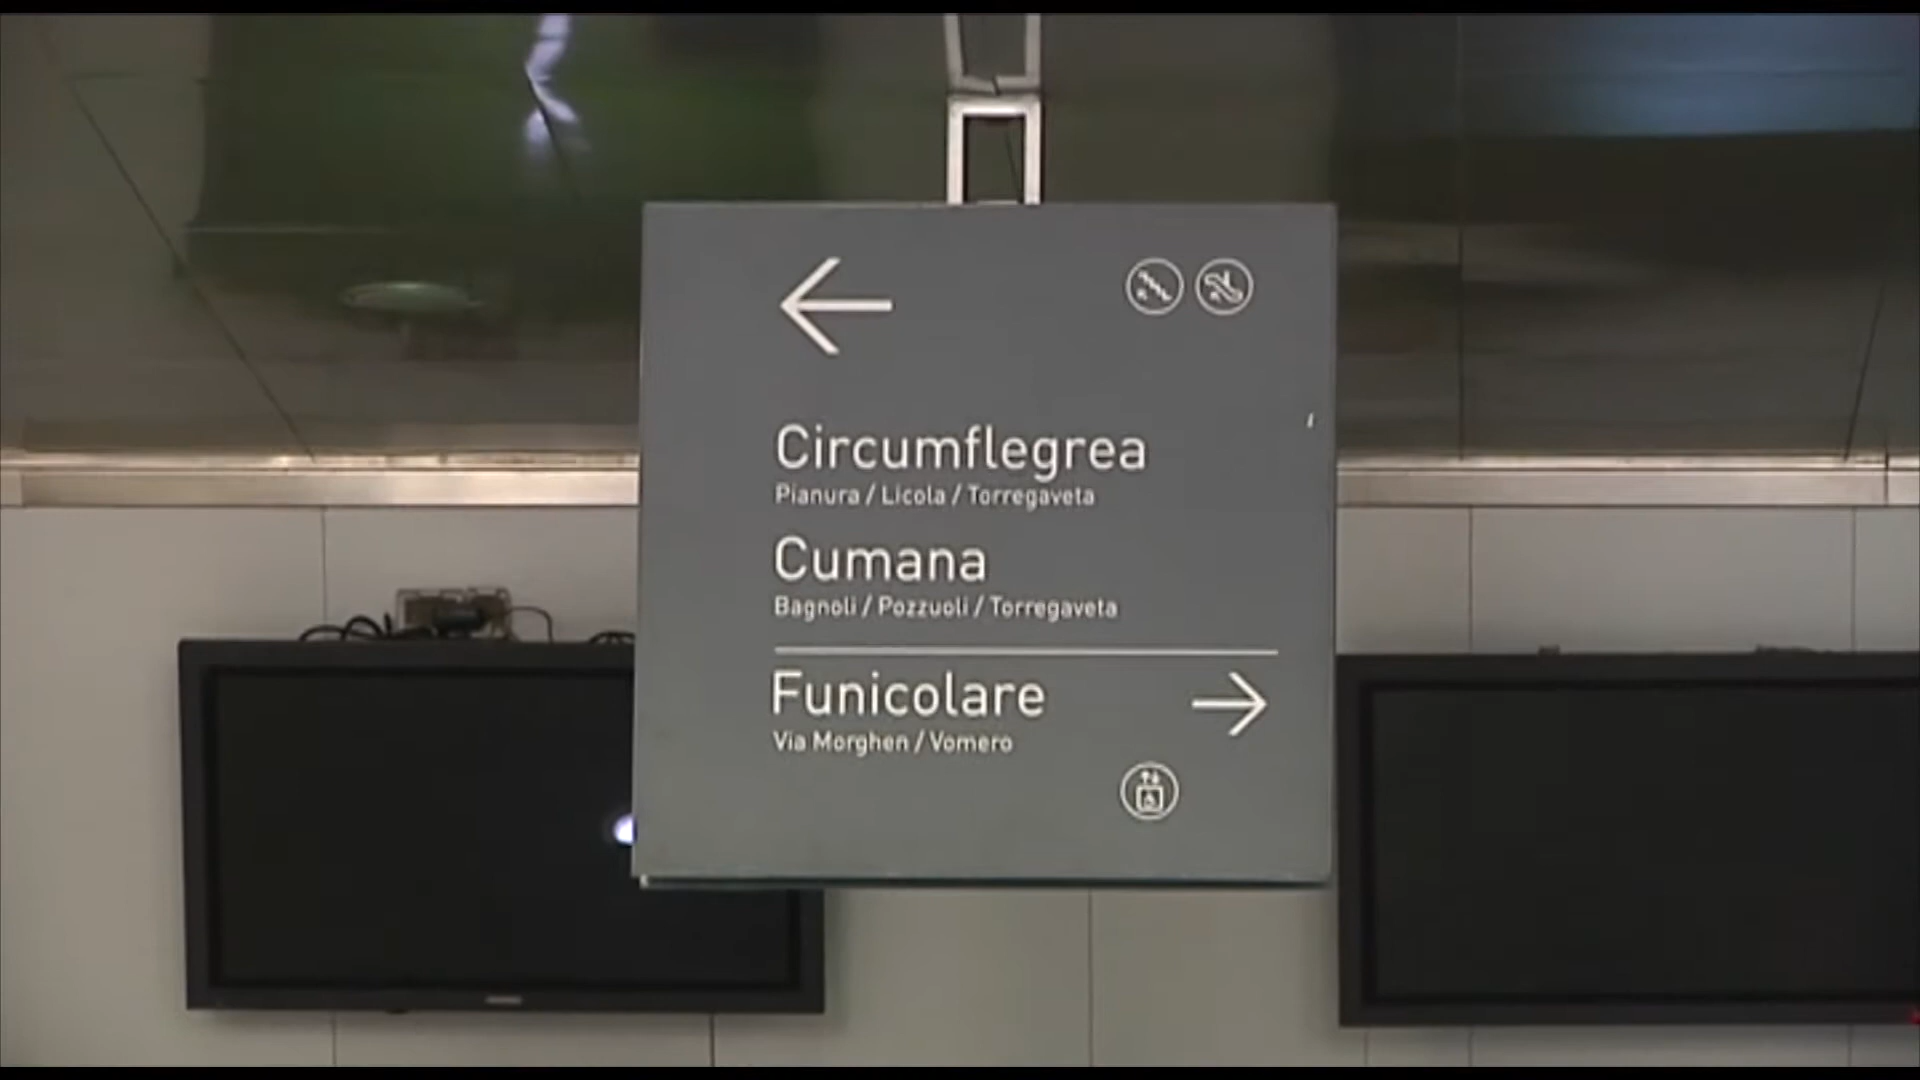 Circumflegrea
Pianura / Licola / Torregaveta
Cumana
Bagnoli / Pozzuoli / Torregaveta
Funicolare
Via Morghen / Vomero